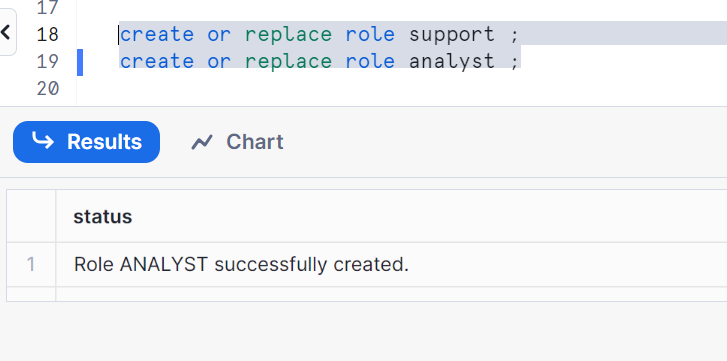 17
18 create or replace role support ;
19 create or replace role analyst ;
20
Results Chart
status
1 Role ANALYST successfully created.